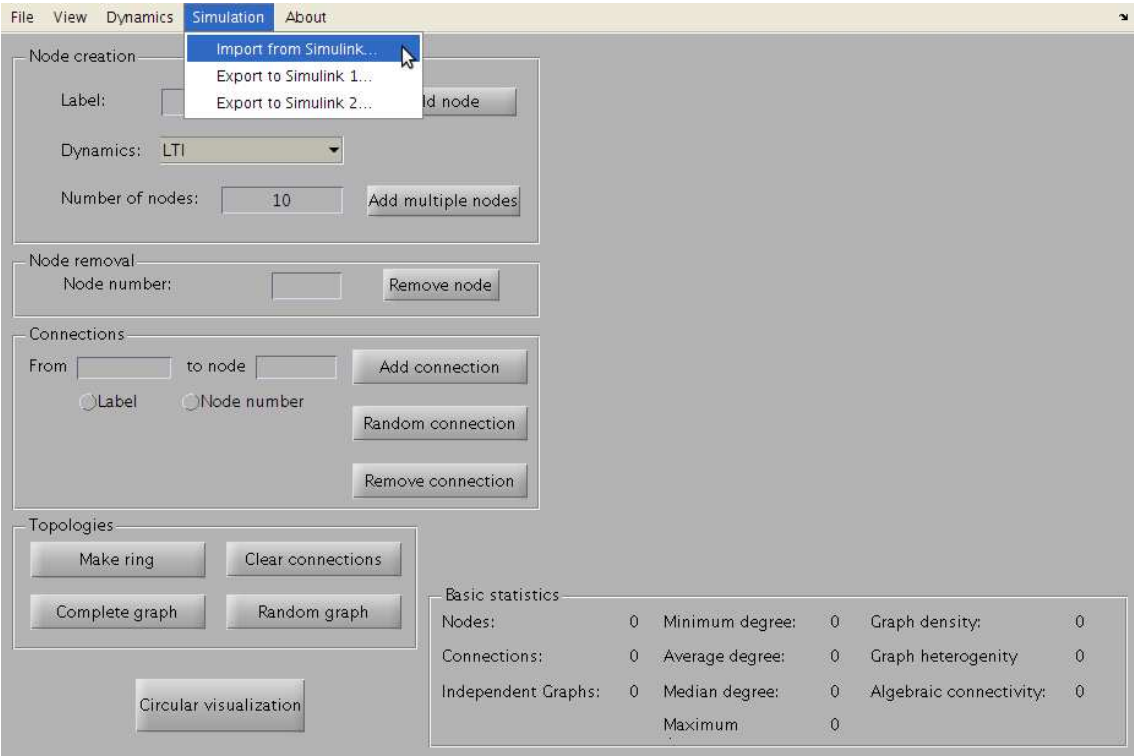 File View Dynamics Simulation About
Import from Simulink...
Export to Simulink 1...
Export to Simulink 2...
Node creation
Label:
node
Dynamics: LTI
Number of nodes: 10 Add multiple nodes
Node removal
Node number: Remove node
Connections
From to node Add connection
Label Node number
Random connection
Remove connection
Topologies
Make ring Clear connections
Complete graph Random graph
Circular visualization
Basic statistics
Nodes: 0 Minimum degree: 0 Graph density: 0
Connections: 0 Average degree: 0 Graph heterogenity 0
Independent Graphs: 0 Median degree: 0 Algebraic connectivity: 0
Maximum 0